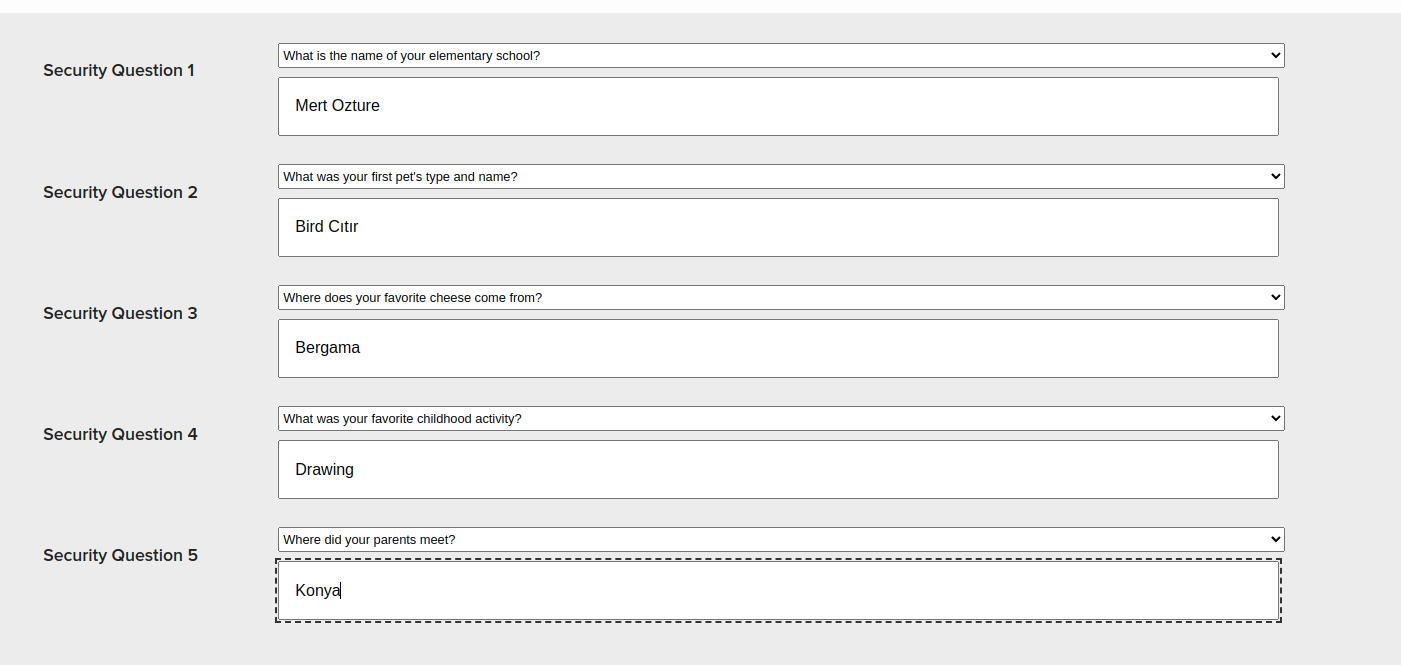 Security Question 1
What is the name of your elementary school?
Mert Ozture
Security Question 2
What was your first pet's type and name?
Bird Cıtır
Security Question 3
Where does your favorite cheese come from?
Bergama
Security Question 4
What was your favorite childhood activity?
Drawing
Security Question 5
Where did your parents meet?
Konya